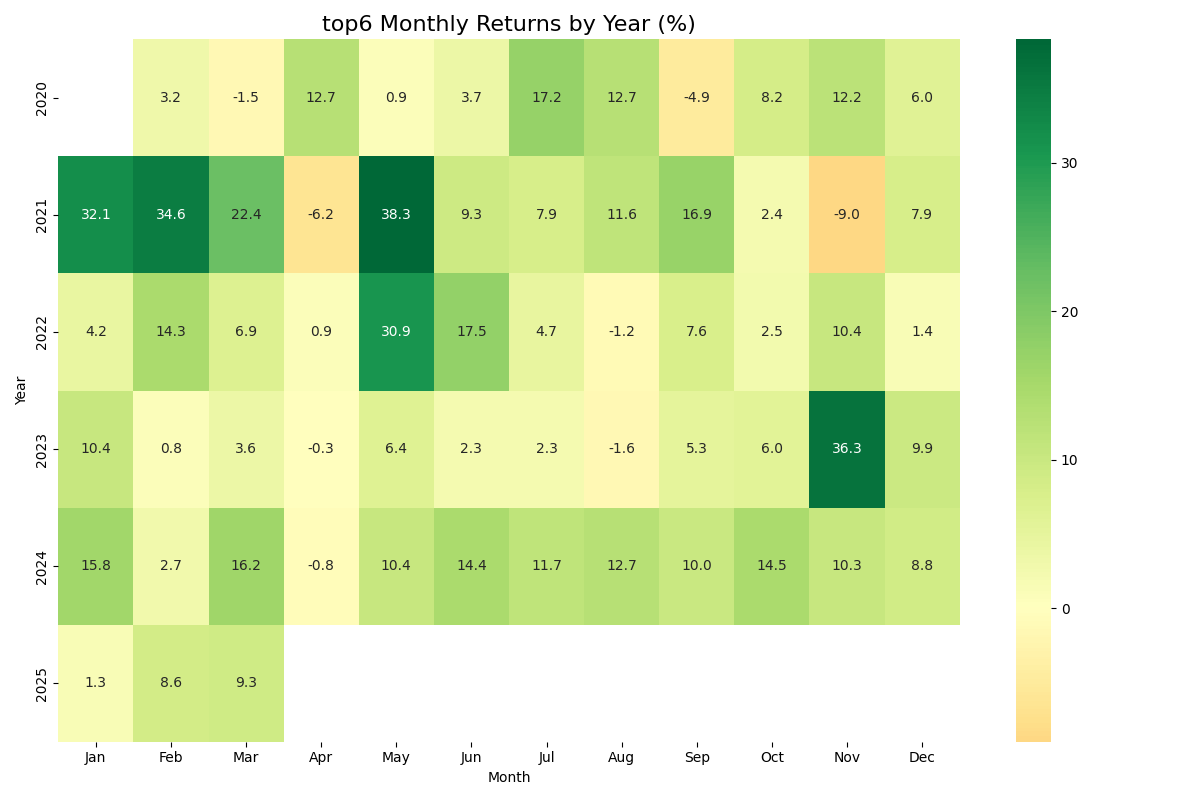 top6 Monthly Returns by Year (%)
2020 3.2 -1.5 12.7 0.9 3.7 17.2 12.7 -4.9 8.2 12.2 6.0
2021 32.1 34.6 22.4 -6.2 38.3 9.3 7.9 11.6 16.9 2.4 -9.0 7.9
2022 4.2 14.3 6.9 0.9 30.9 17.5 4.7 -1.2 7.6 2.5 10.4 1.4
2023 10.4 0.8 3.6 -0.3 6.4 2.3 2.3 -1.6 5.3 6.0 36.3 9.9
2024 15.8 2.7 16.2 -0.8 10.4 14.4 11.7 12.7 10.0 14.5 10.3 8.8
2025 1.3 8.6 9.3
Jan Feb Mar Apr May Jun Jul Aug Sep Oct Nov Dec
Month
Year
30
20
10
0